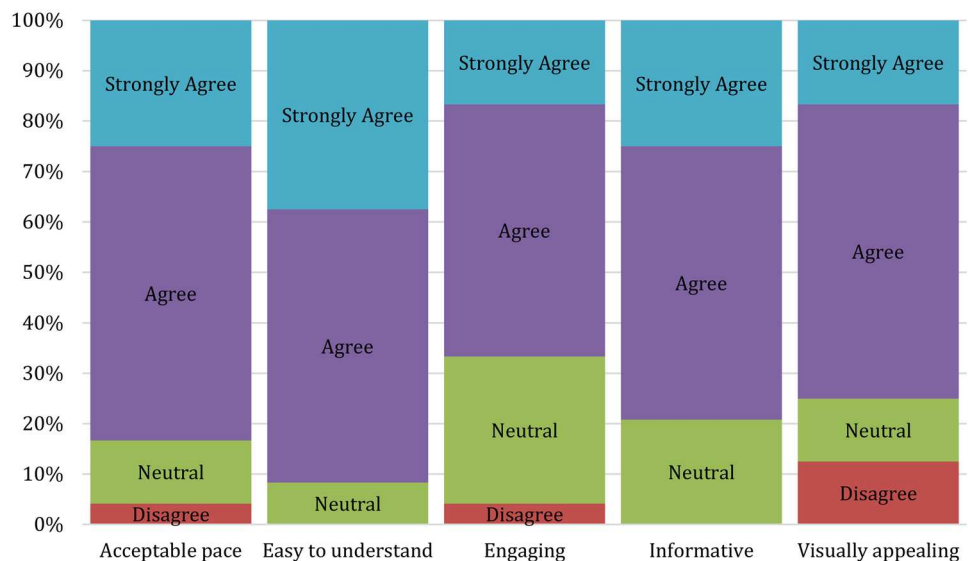 100%
90%
80%
70%
60%
50%
40%
30%
20%
10%
0%
Strongly Agree
Agree
Neutral
Disagree
Strongly Agree
Agree
Neutral
Strongly Agree
Agree
Neutral
Disagree
Strongly Agree
Agree
Neutral
Strongly Agree
Agree
Neutral
Disagree
Acceptable pace
Easy to understand
Engaging
Informative
Visually appealing